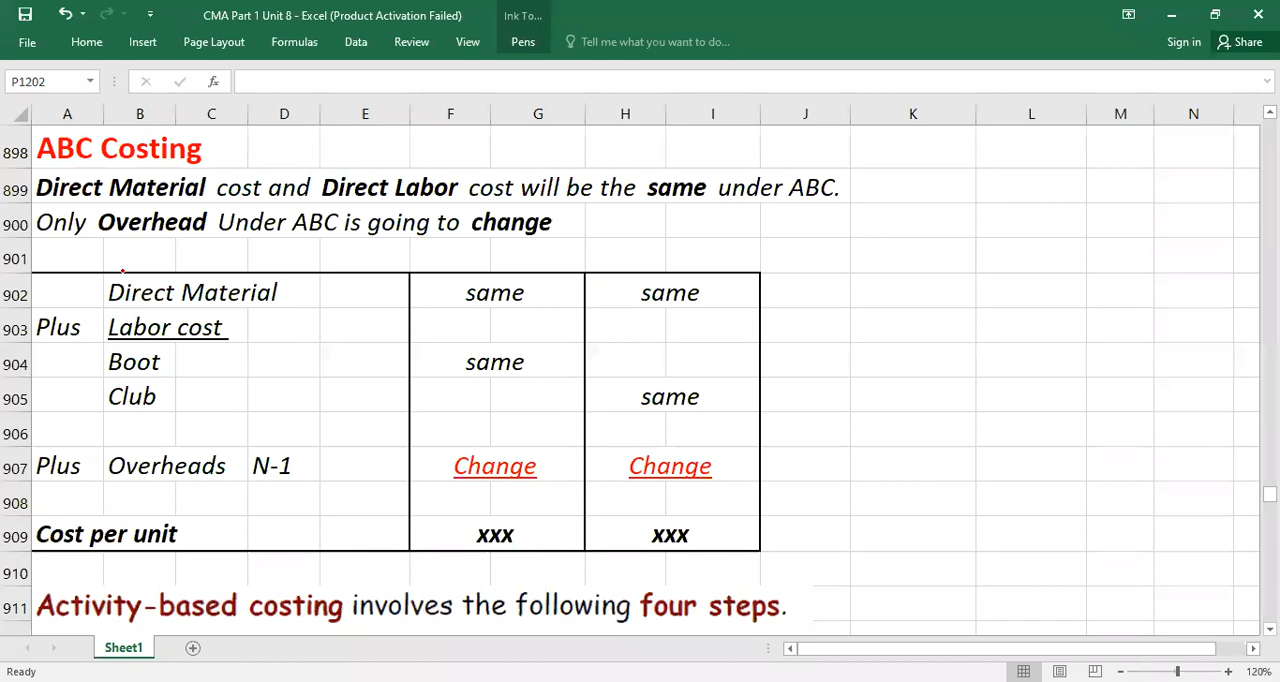 CMA Part 1 Unit 8 - Excel (Product Activation Failed) Ink To...
File Home Insert Page Layout Formulas Data Review View Pens Tell me what you want to do... Sign in Share
P1202 fx
A B C D E F G H I J K L M N
898 ABC Costing
899 Direct Material cost and Direct Labor cost will be the same under ABC.
900 Only Overhead Under ABC is going to change
901
902 Direct Material same same
903 Plus Labor cost
904 Boot same
905 Club same
906
907 Plus Overheads N-1 Change Change
908
909 Cost per unit xxx xxx
910
911 Activity-based costing involves the following four steps.
Sheet1
Ready 120%